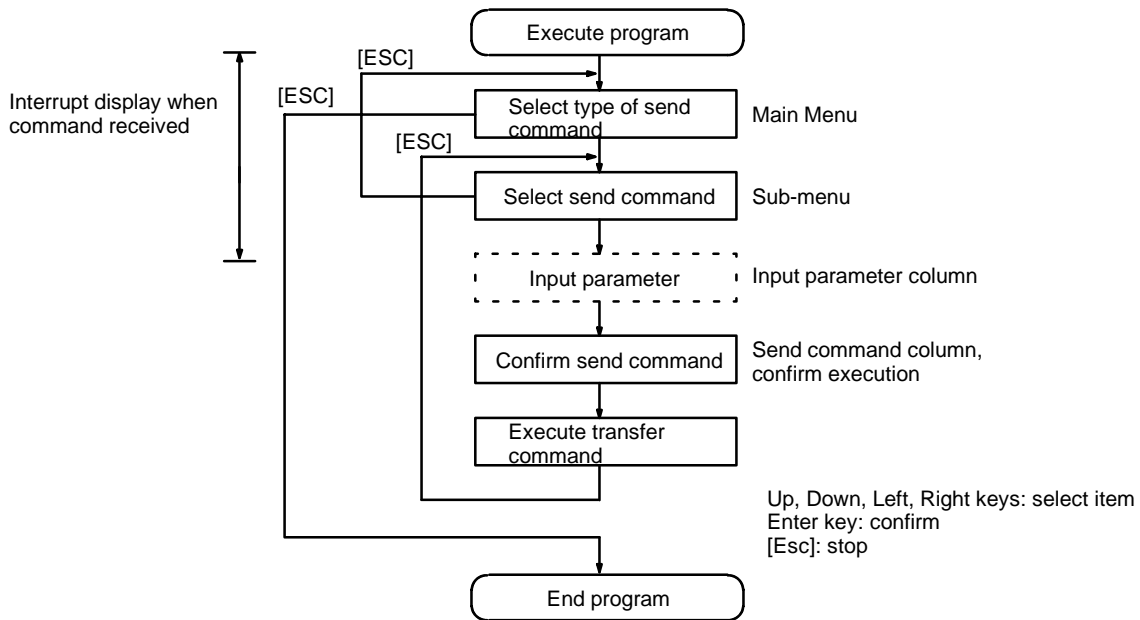 Execute program
[ESC]
Interrupt display when
command received
[ESC]
Select type of send
command
Main Menu
[ESC]
Select send command
Sub-menu
Input parameter
Input parameter column
Confirm send command
Send command column,
confirm execution
Execute transfer
command
Up, Down, Left, Right keys: select item
Enter key: confirm
[Esc]: stop
End program